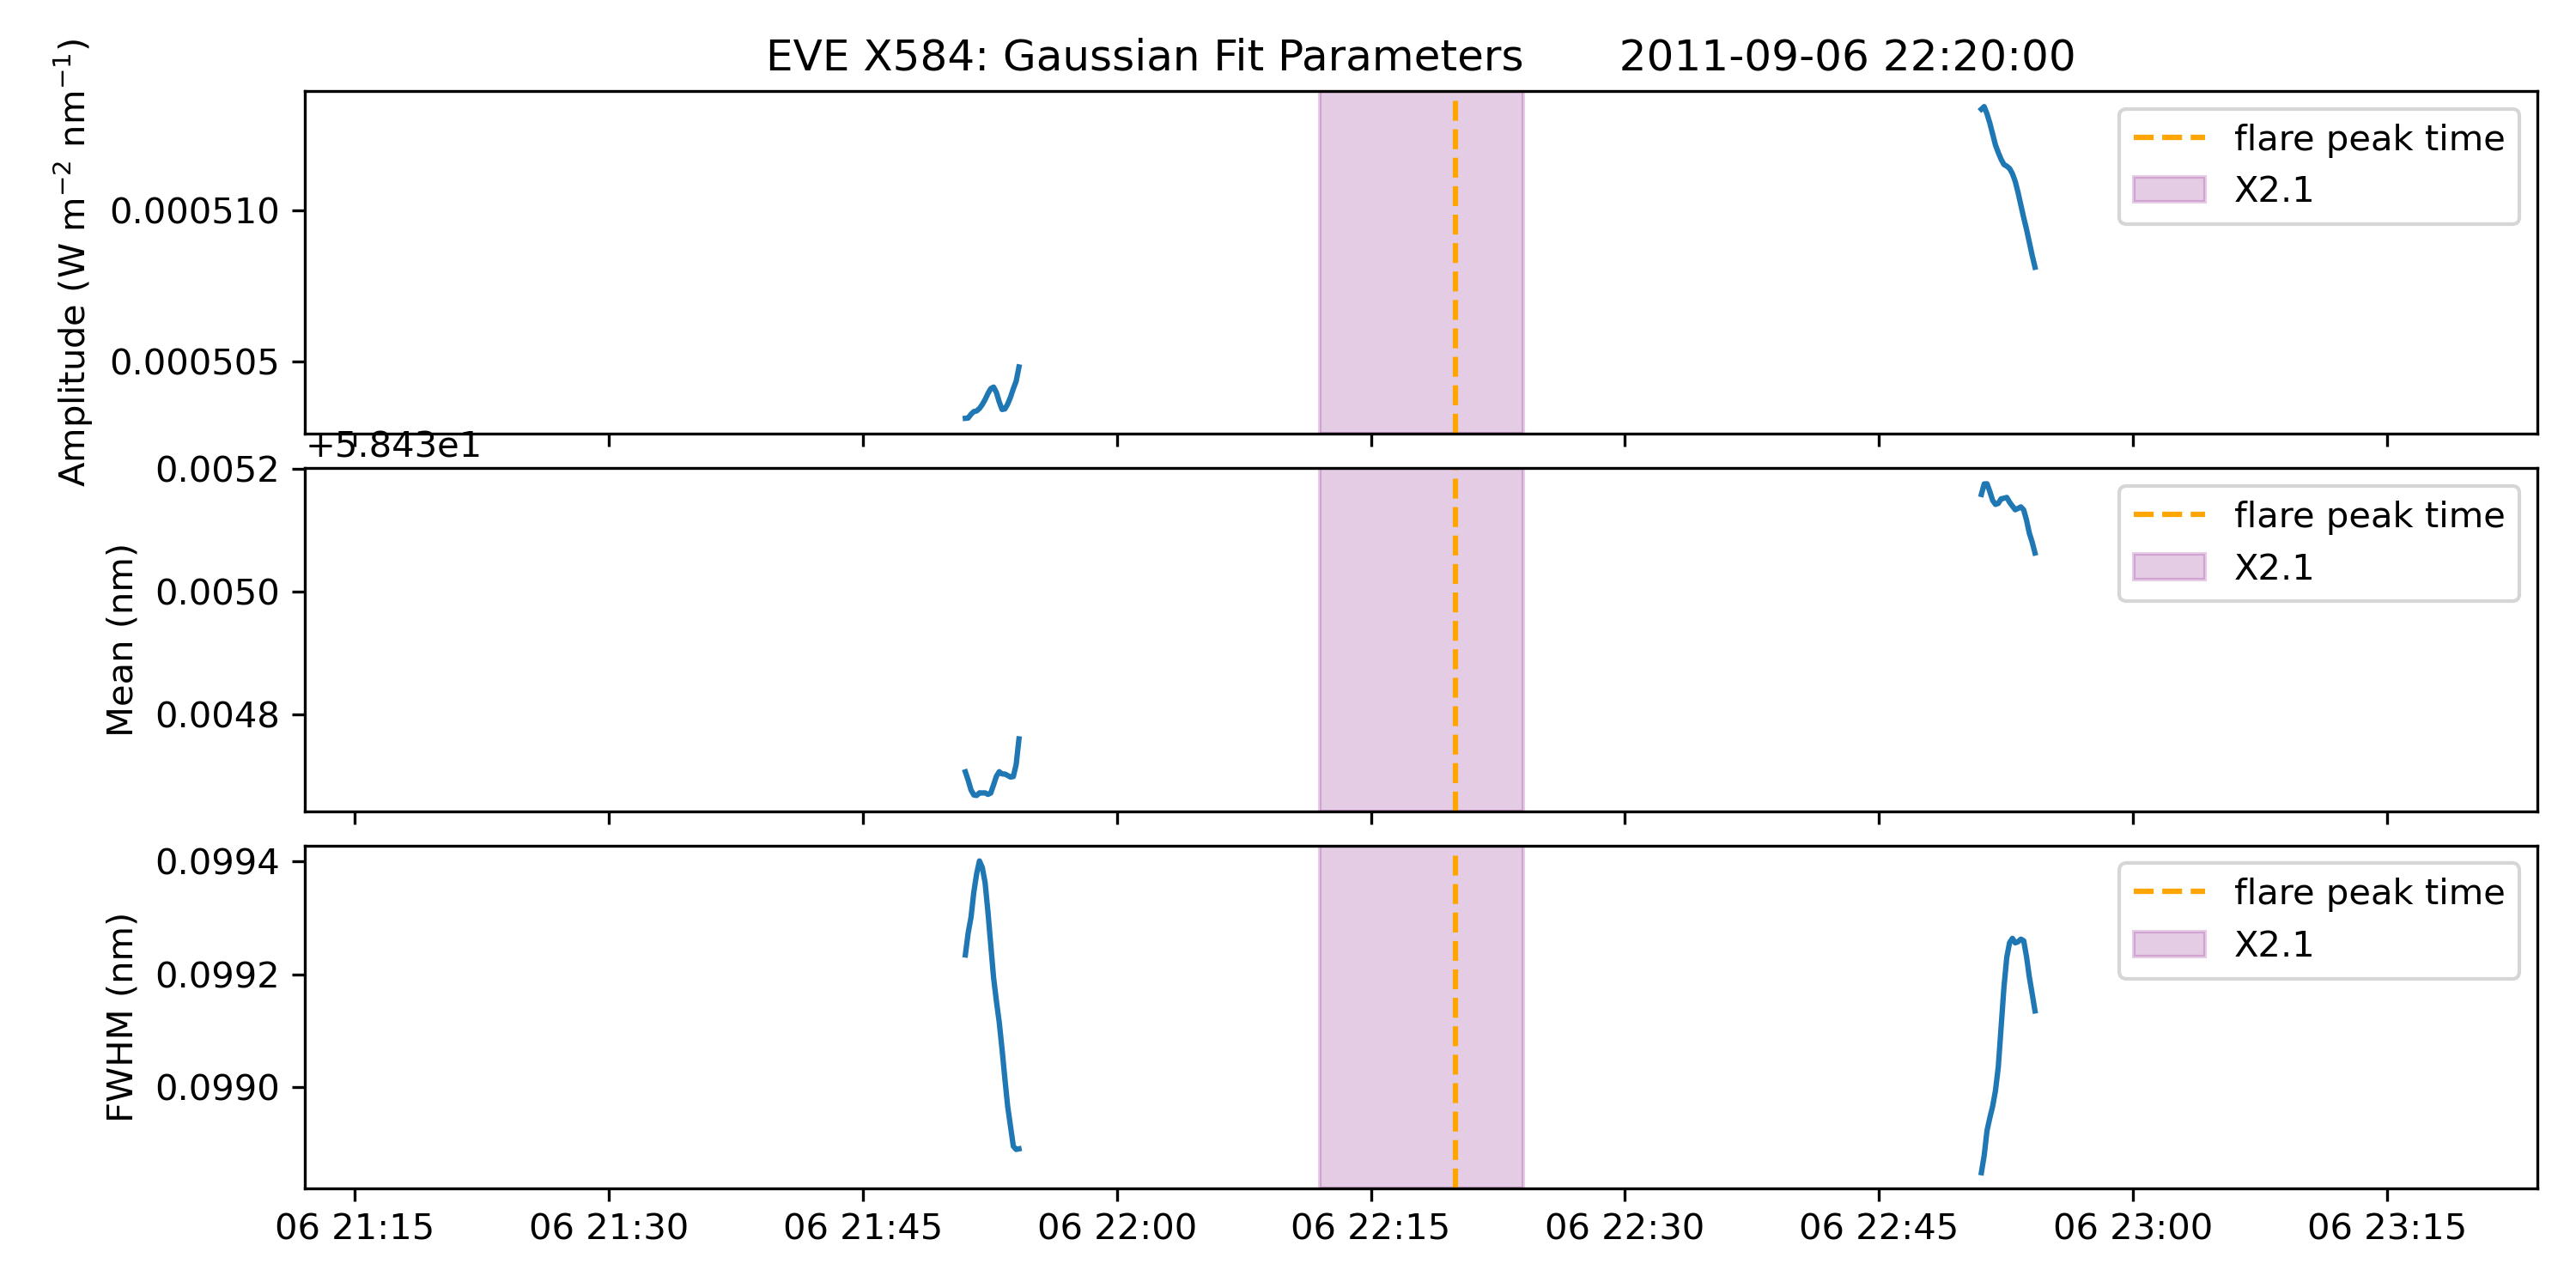 EVE X584: Gaussian Fit Parameters 2011-09-06 22:20:00
Amplitude (W m⁻² nm⁻¹)
0.000510
0.000505
flare peak time
X2.1
+5.843e1
Mean (nm)
0.0052
0.0050
0.0048
flare peak time
X2.1
FWHM (nm)
0.0994
0.0992
0.0990
flare peak time
X2.1
06 21:15 06 21:30 06 21:45 06 22:00 06 22:15 06 22:30 06 22:45 06 23:00 06 23:15